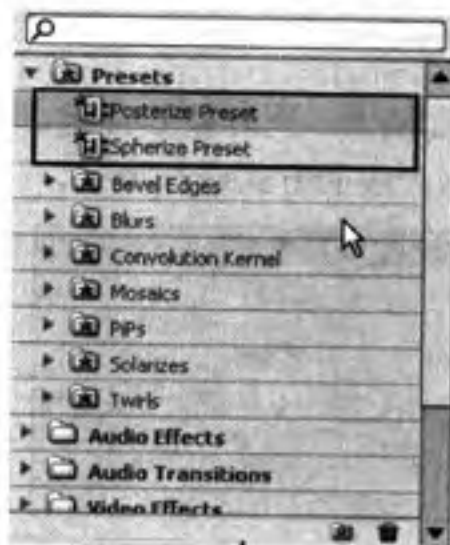 Presets
Posterize Preset
Spherize Preset
Bevel Edges
Blurs
Convolution Kernel
Mosaics
PiPs
Solarizes
Twirls
Audio Effects
Audio Transitions
Video Effects